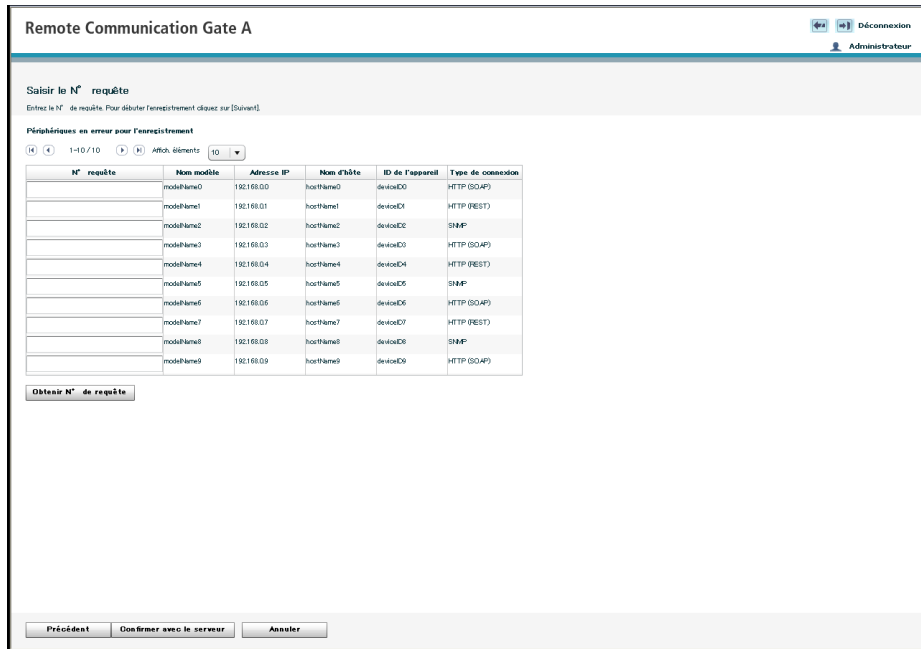 Remote Communication Gate A
Déconnexion
Administrateur
Saisir le N° requête
Entrez le N° de requête. Pour débuter l'enregistrement cliquez sur [Suivant].
Périphériques en erreur pour l'enregistrement
1-10 / 10 Affich. éléments 10
N° requête Nom modèle Adresse IP Nom d'hôte ID de l'appareil Type de connexion
modelName0 192.168.0.0 hostName0 deviceID0 HTTP (SOAP)
modelName1 192.168.0.1 hostName1 deviceID1 HTTP (REST)
modelName2 192.168.0.2 hostName2 deviceID2 SNMP
modelName3 192.168.0.3 hostName3 deviceID3 HTTP (SOAP)
modelName4 192.168.0.4 hostName4 deviceID4 HTTP (REST)
modelName5 192.168.0.5 hostName5 deviceID5 SNMP
modelName6 192.168.0.6 hostName6 deviceID6 HTTP (SOAP)
modelName7 192.168.0.7 hostName7 deviceID7 HTTP (REST)
modelName8 192.168.0.8 hostName8 deviceID8 SNMP
modelName9 192.168.0.9 hostName9 deviceID9 HTTP (SOAP)
Obtenir N° de requête
Précédent Confirmer avec le serveur Annuler